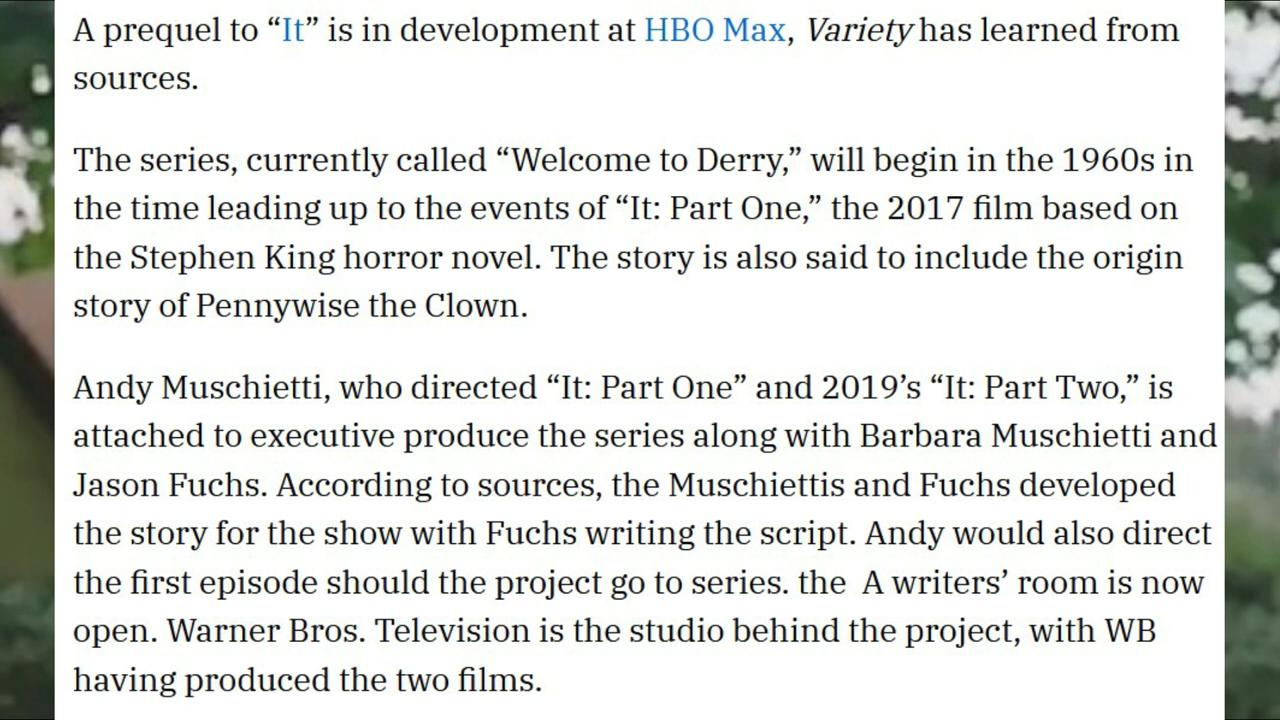 A prequel to “It” is in development at HBO Max, Variety has learned from
sources.
The series, currently called “Welcome to Derry,” will begin in the 1960s in
the time leading up to the events of “It: Part One,” the 2017 film based on
the Stephen King horror novel. The story is also said to include the origin
story of Pennywise the Clown.
Andy Muschietti, who directed “It: Part One” and 2019’s “It: Part Two,” is
attached to executive produce the series along with Barbara Muschietti and
Jason Fuchs. According to sources, the Muschiettis and Fuchs developed
the story for the show with Fuchs writing the script. Andy would also direct
the first episode should the project go to series. the  A writers’ room is now
open. Warner Bros. Television is the studio behind the project, with WB
having produced the two films.